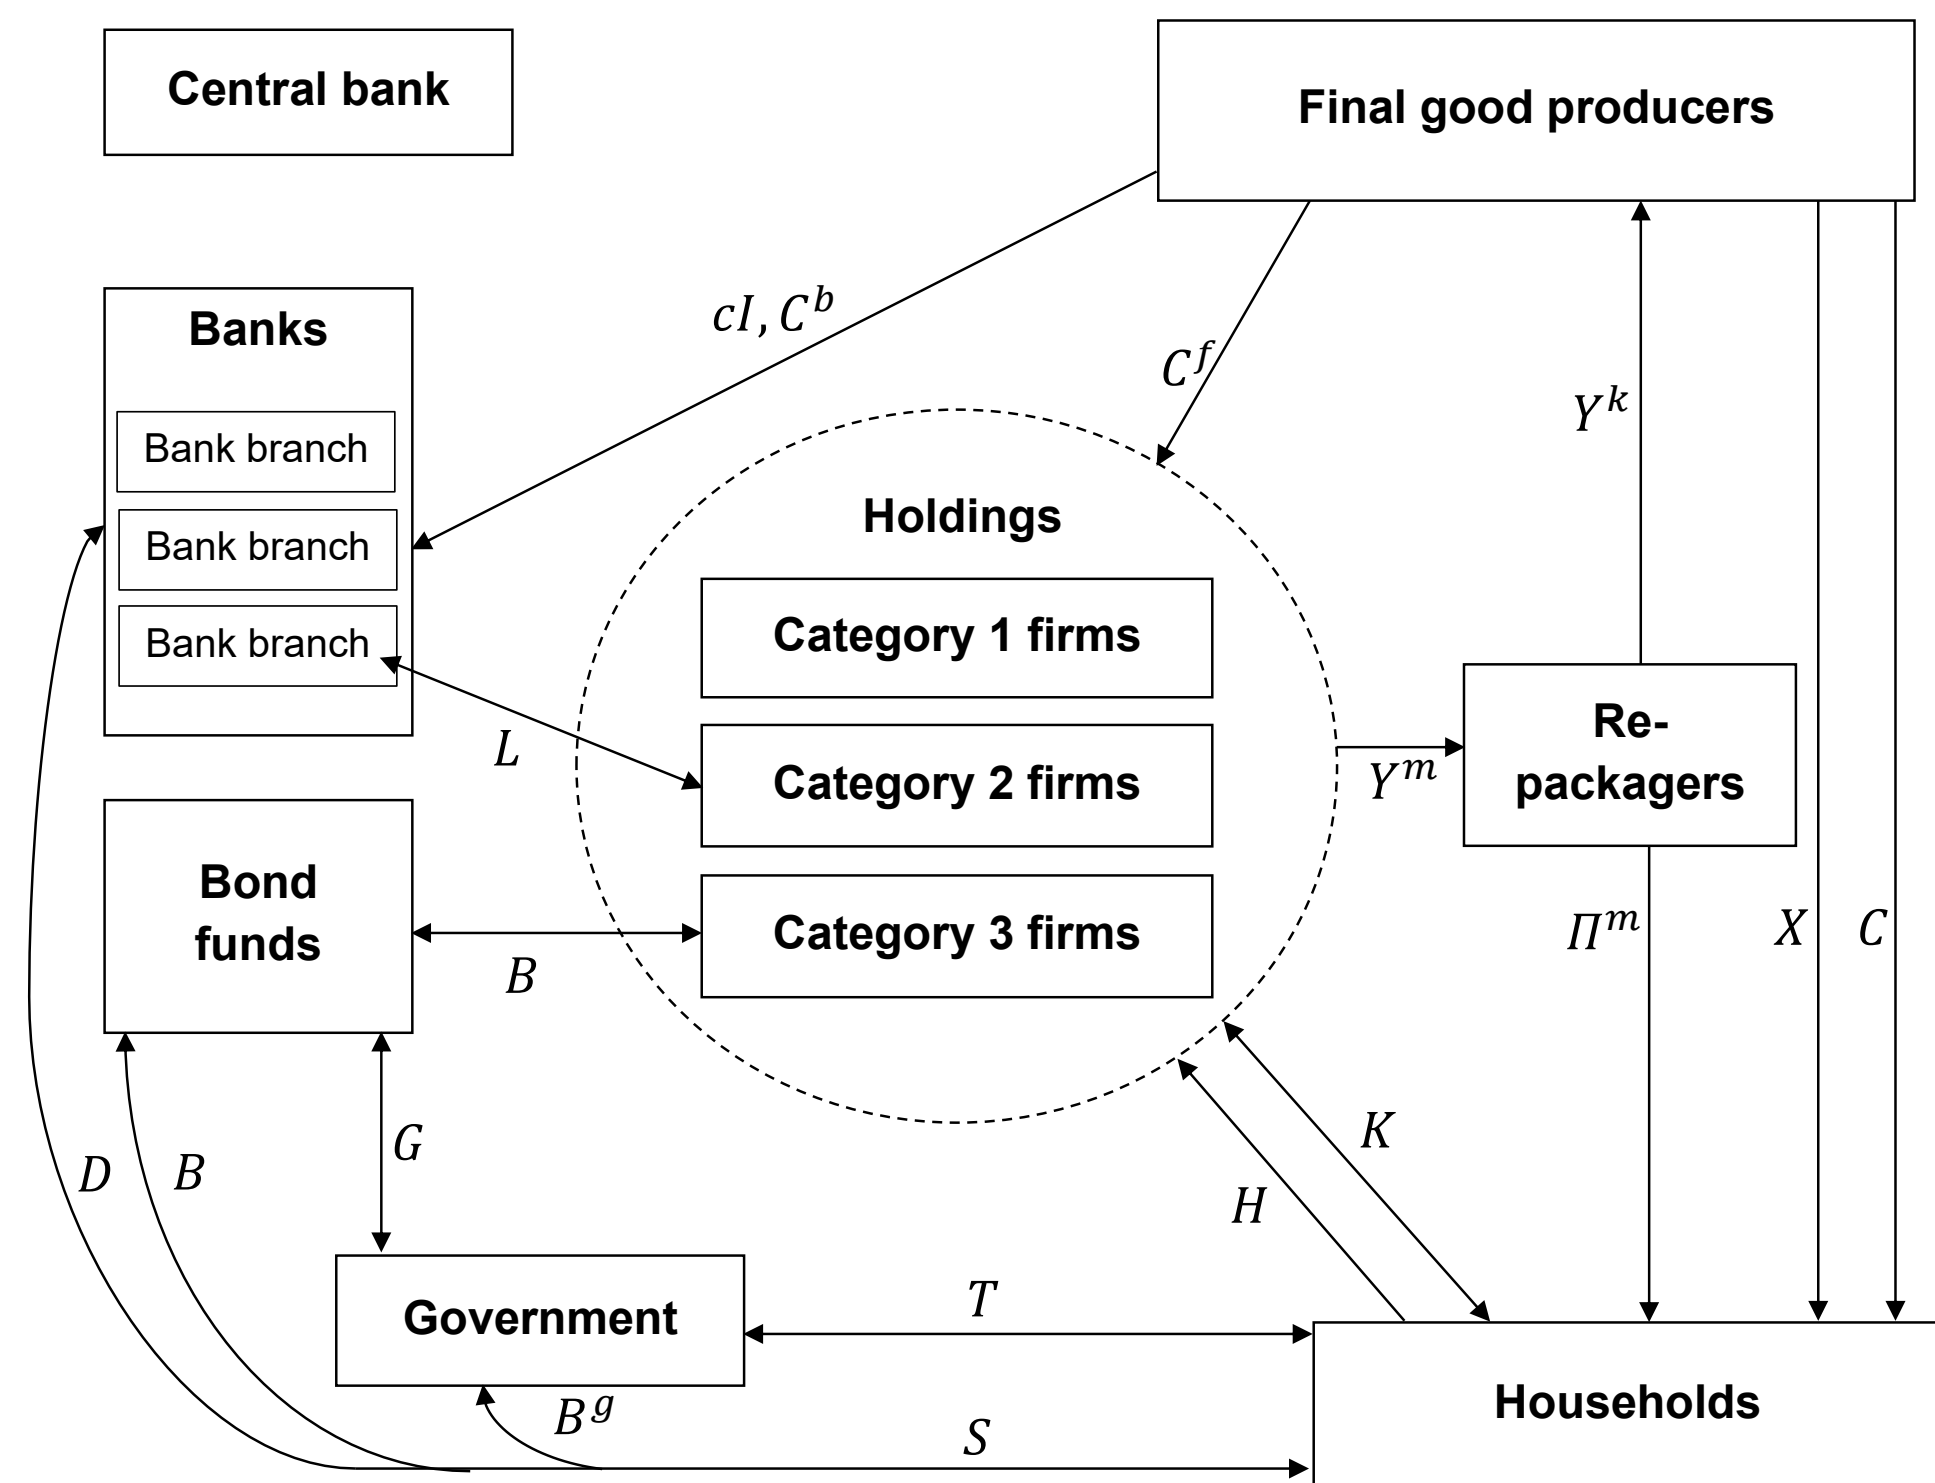 Central bank
Final good producers
cI, C^b
Banks
C^f
Y^k
Bank branch
Holdings
Bank branch
Category 1 firms
Bank branch
Re-
packagers
L
Category 2 firms
Y^m
Bond
funds
Category 3 firms
Π^m
X
C
B
K
G
D
B
H
T
Government
Households
B^g
S